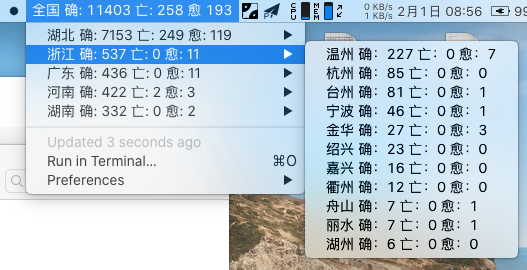 全国 确: 11403 亡: 258 愈 193
CPU
MEM
0 KB/s
1 KB/s
2月1日 08:56
99
湖北 确: 7153 亡: 249 愈: 119
浙江 确: 537 亡: 0 愈: 11
广东 确: 436 亡: 0 愈: 11
河南 确: 422 亡: 2 愈: 3
湖南 确: 332 亡: 0 愈: 2
Updated 3 seconds ago
Run in Terminal... ⌘O
Preferences
温州 确: 227 亡: 0 愈: 7
杭州 确: 85 亡: 0 愈: 0
台州 确: 81 亡: 0 愈: 1
宁波 确: 46 亡: 0 愈: 1
金华 确: 27 亡: 0 愈: 3
绍兴 确: 23 亡: 0 愈: 0
嘉兴 确: 16 亡: 0 愈: 0
衢州 确: 12 亡: 0 愈: 0
舟山 确: 7 亡: 0 愈: 1
丽水 确: 7 亡: 0 愈: 1
湖州 确: 6 亡: 0 愈: 0